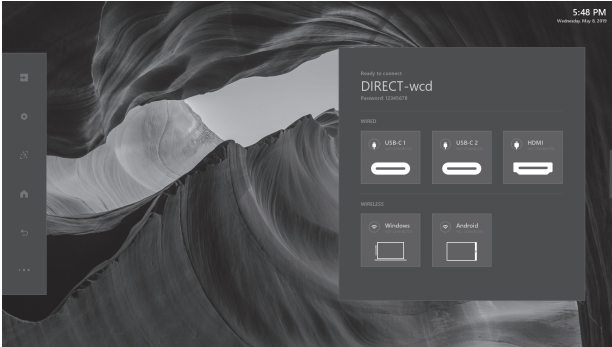 5:48 PM
Wednesday, May 8, 2019
Ready to connect
DIRECT-wcd
Password: 12345678
WIRED
USB-C 1
USB-C 2
HDMI
WIRELESS
Windows
Android